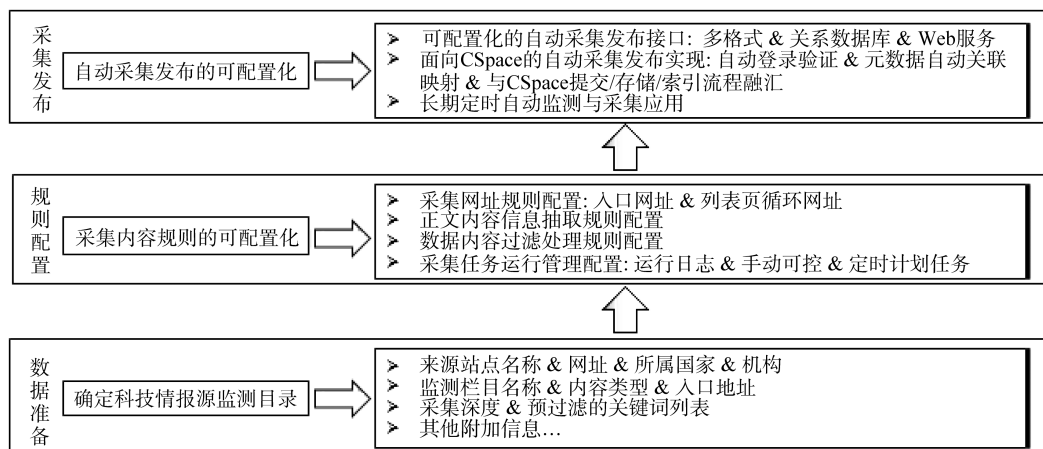 采集发布
自动采集发布的可配置化
➢ 可配置化的自动采集发布接口: 多格式 & 关系数据库 & Web服务
➢ 面向CSpace的自动采集发布实现: 自动登录验证 & 元数据自动关联
映射 & 与CSpace提交/存储/索引流程融汇
➢ 长期定时自动监测与采集应用
规则配置
采集内容规则的可配置化
➢ 采集网址规则配置: 入口网址 & 列表页循环网址
➢ 正文内容信息抽取规则配置
➢ 数据内容过滤处理规则配置
➢ 采集任务运行管理配置: 运行日志 & 手动可控 & 定时计划任务
数据准备
确定科技情报源监测目录
➢ 来源站点名称 & 网址 & 所属国家 & 机构
➢ 监测栏目名称 & 内容类型 & 入口地址
➢ 采集深度 & 预过滤的关键词列表
➢ 其他附加信息…